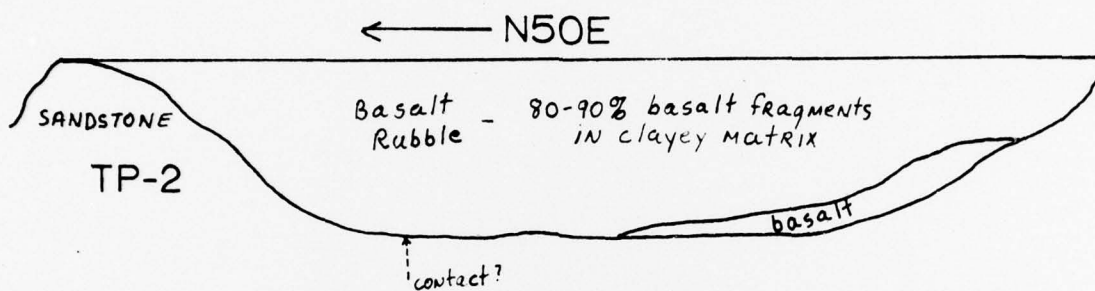 ← N50E
Basalt - 80-90% basalt fragments
Rubble in clayey matrix
SANDSTONE
TP-2
basalt
contact?